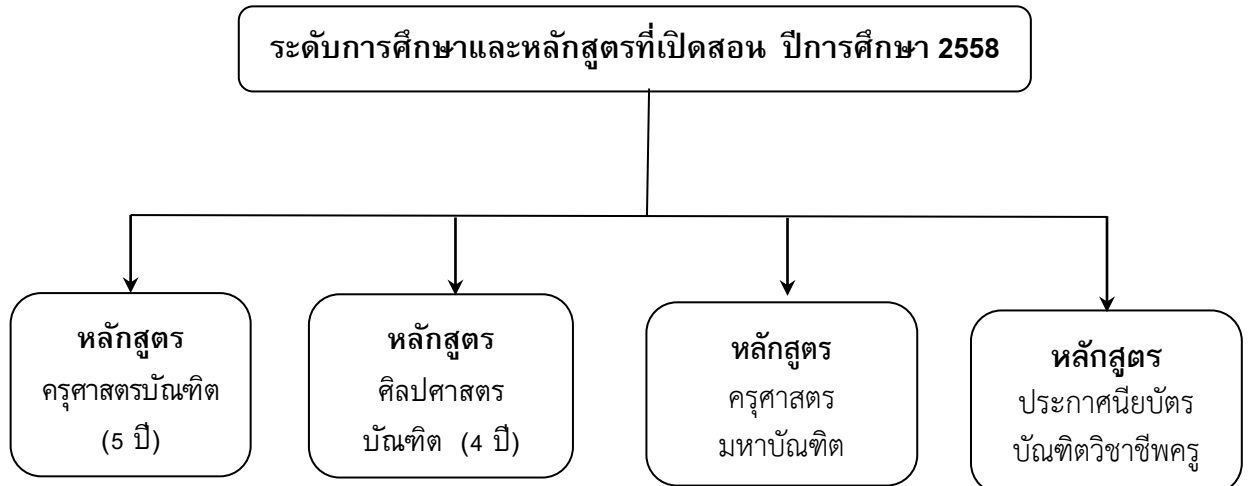 ระดับการศึกษาและหลักสูตรที่เปิดสอน ปีการศึกษา 2558
หลักสูตร
ครุศาสตรบัณฑิต
(5 ปี)
หลักสูตร
ศิลปศาสตร
บัณฑิต (4 ปี)
หลักสูตร
ครุศาสตร
มหาบัณฑิต
หลักสูตร
ประกาศนียบัตร
บัณฑิตวิชาชีพครู